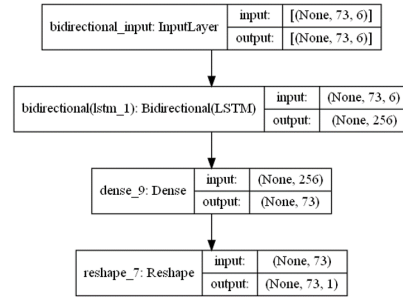 bidirectional_input: InputLayer
input: [(None, 73, 6)]
output: [(None, 73, 6)]
bidirectional(lstm_1): Bidirectional(LSTM)
input: (None, 73, 6)
output: (None, 256)
dense_9: Dense
input: (None, 256)
output: (None, 73)
reshape_7: Reshape
input: (None, 73)
output: (None, 73, 1)